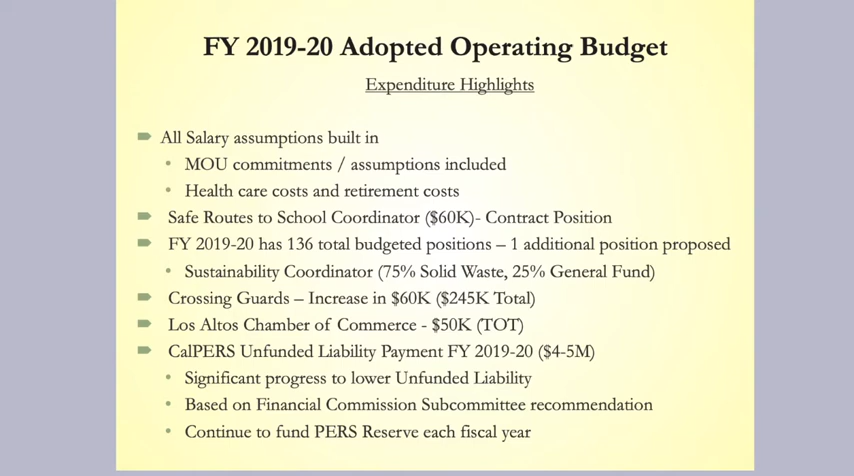 FY 2019-20 Adopted Operating Budget
Expenditure Highlights
All Salary assumptions built in
MOU commitments / assumptions included
Health care costs and retirement costs
Safe Routes to School Coordinator ($60K)- Contract Position
FY 2019-20 has 136 total budgeted positions – 1 additional position proposed
Sustainability Coordinator (75% Solid Waste, 25% General Fund)
Crossing Guards – Increase in $60K ($245K Total)
Los Altos Chamber of Commerce - $50K (TOT)
CalPERS Unfunded Liability Payment FY 2019-20 ($4-5M)
Significant progress to lower Unfunded Liability
Based on Financial Commission Subcommittee recommendation
Continue to fund PERS Reserve each fiscal year